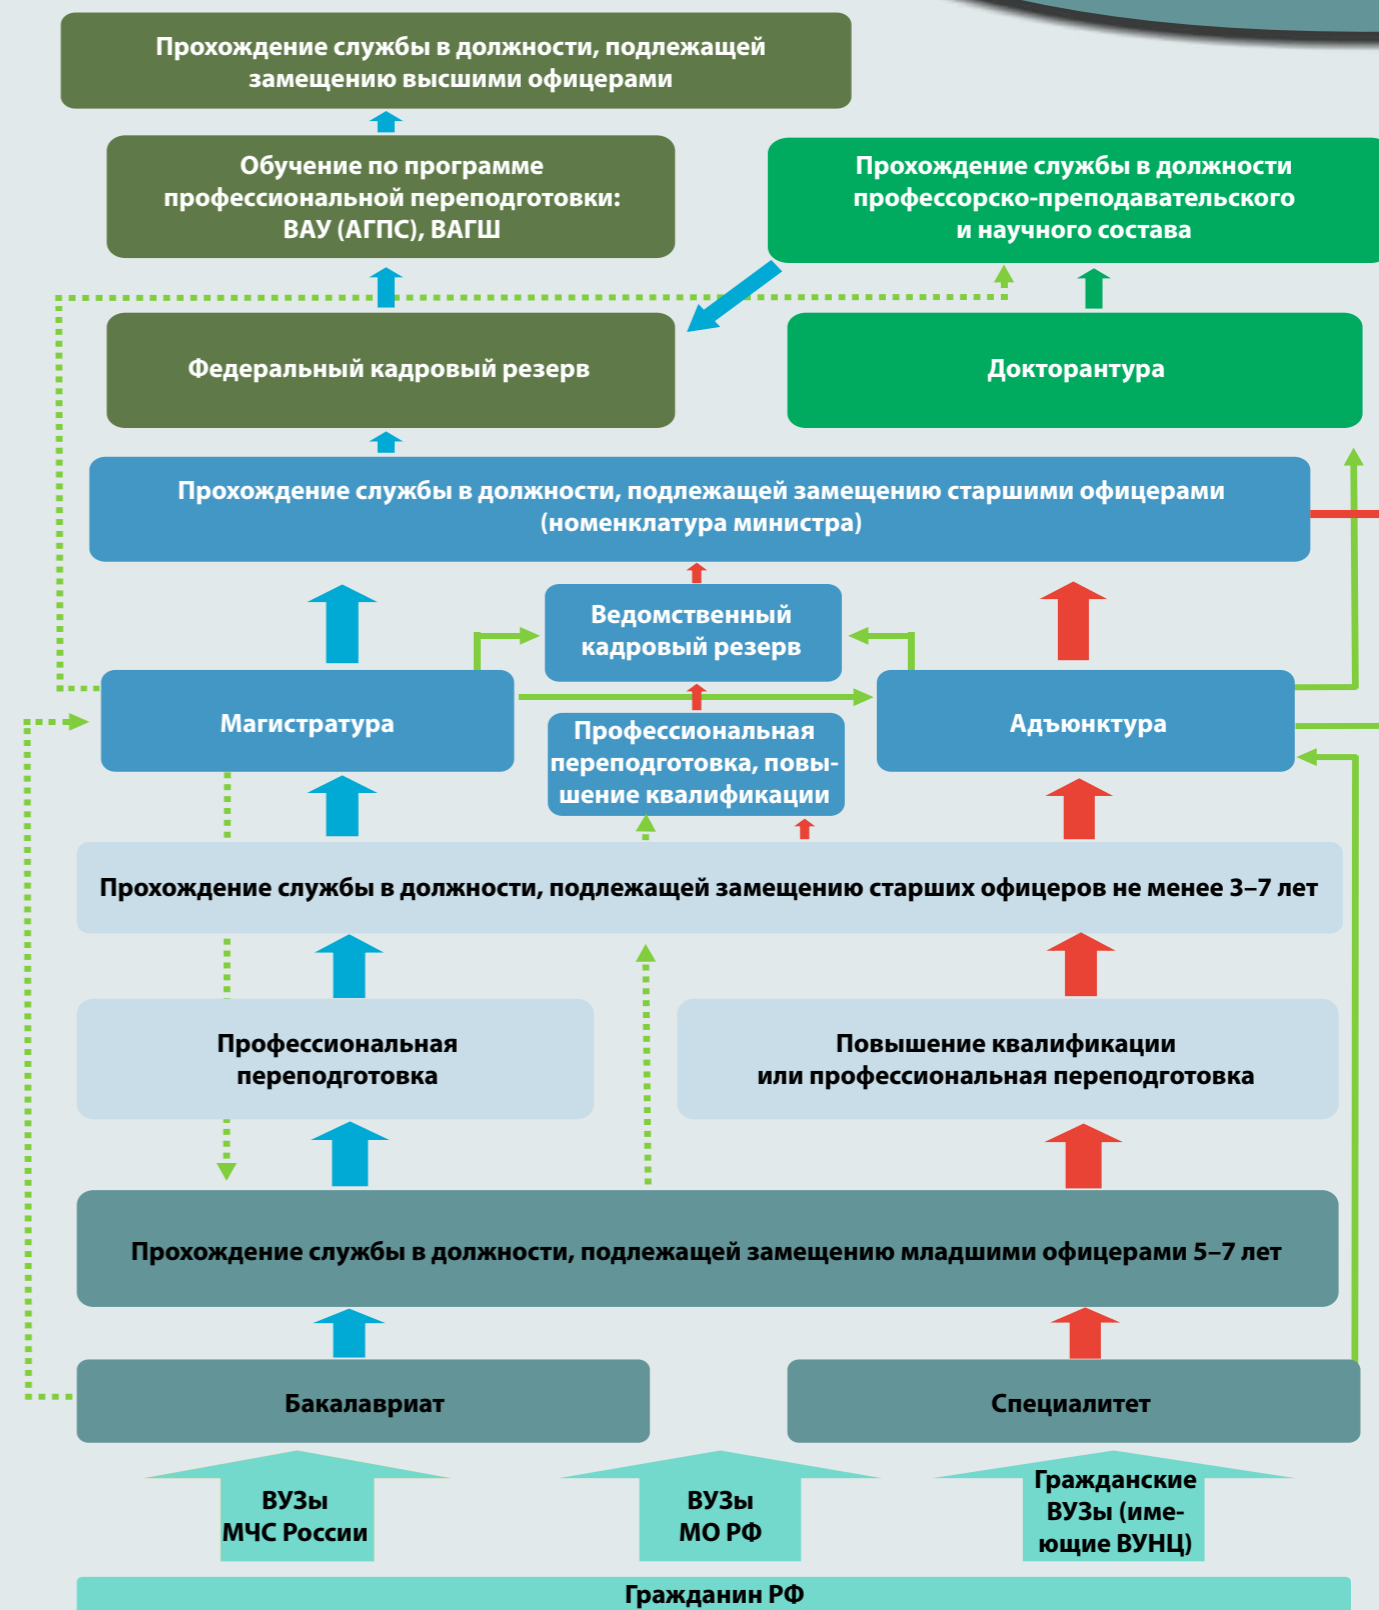 Прохождение службы в должности, подлежащей
замещению высшими офицерами
Обучение по программе
профессиональной переподготовки:
ВАУ (АГПС), ВАГШ
Прохождение службы в должности
профессорско-преподавательского
и научного состава
Федеральный кадровый резерв
Докторантура
Прохождение службы в должности, подлежащей замещению старшими офицерами
(номенклатура министра)
Ведомственный
кадровый резерв
Магистратура
Профессиональная
переподготовка, повы-
шение квалификации
Адъюнктура
Прохождение службы в должности, подлежащей замещению старших офицеров не менее 3–7 лет
Профессиональная
переподготовка
Повышение квалификации
или профессиональная переподготовка
Прохождение службы в должности, подлежащей замещению младшими офицерами 5–7 лет
Бакалавриат
Специалитет
ВУЗы
МЧС России
ВУЗы
МО РФ
Гражданские
ВУЗы (име-
ющие ВУНЦ)
Гражданин РФ